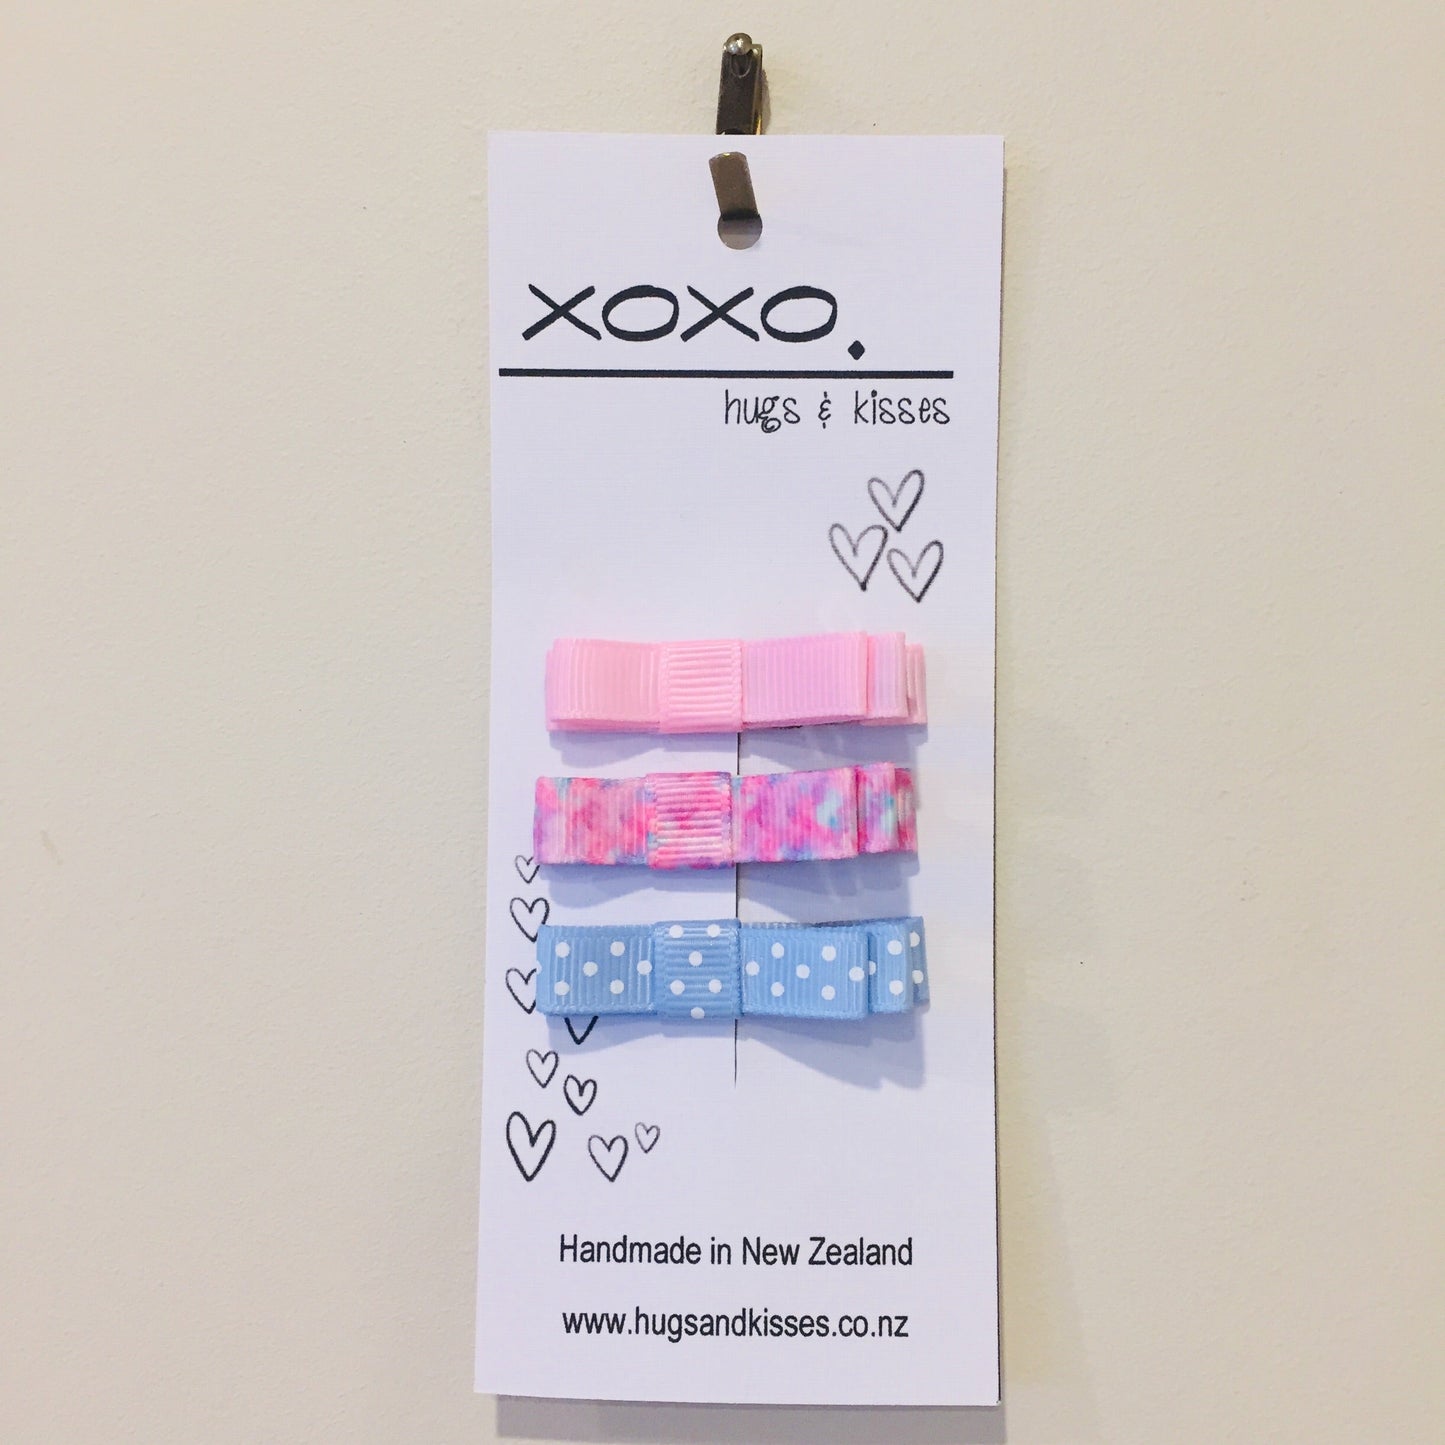 xoxo.
hugs & kisses
Handmade in New Zealand
www.hugsandkisses.co.nz